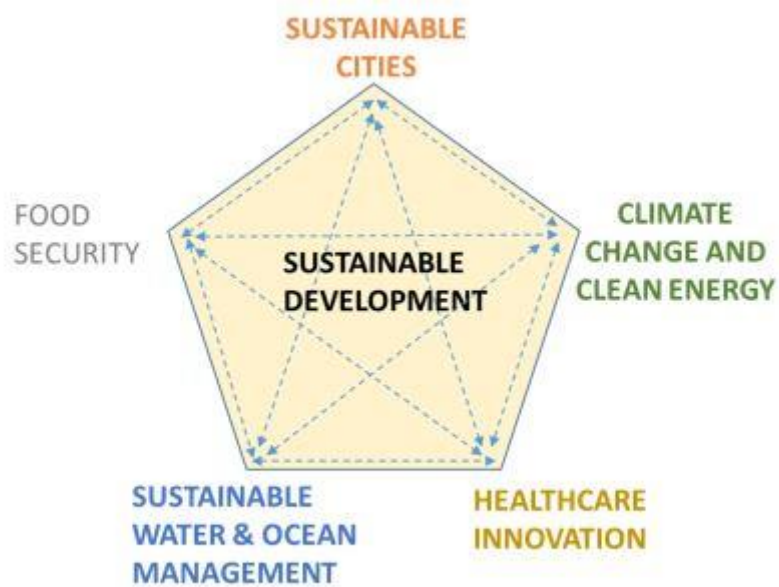 SUSTAINABLE
CITIES
FOOD
SECURITY
CLIMATE
CHANGE AND
CLEAN ENERGY
SUSTAINABLE
DEVELOPMENT
SUSTAINABLE
WATER & OCEAN
MANAGEMENT
HEALTHCARE
INNOVATION